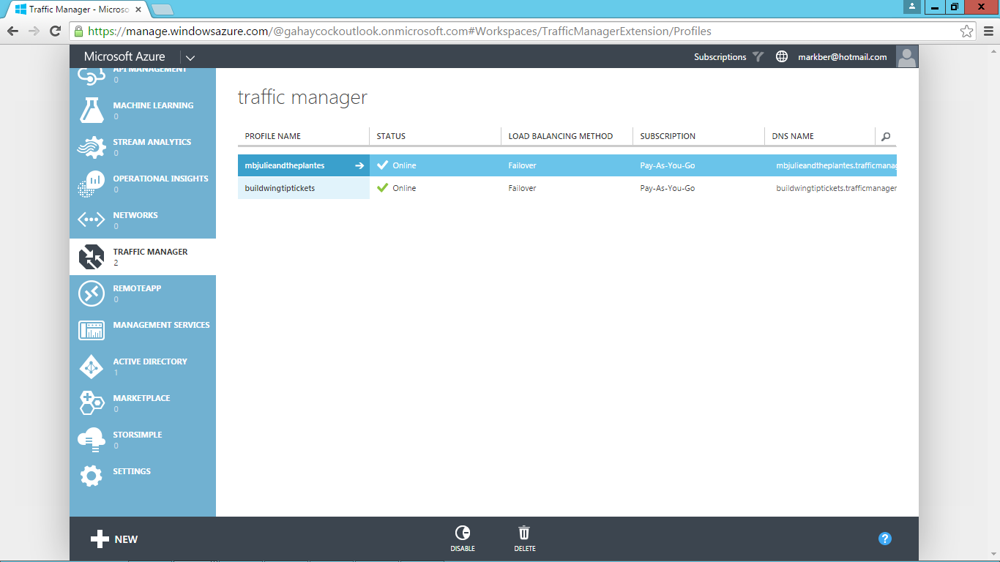 Traffic Manager - Microso
https://manage.windowsazure.com/@gahaycockoutlook.onmicrosoft.com#Workspaces/TrafficManagerExtension/Profiles
Microsoft Azure
Subscriptions
markber@hotmail.com
API MANAGEMENT
0
MACHINE LEARNING
0
STREAM ANALYTICS
0
OPERATIONAL INSIGHTS
0
NETWORKS
0
TRAFFIC MANAGER
2
REMOTEAPP
0
MANAGEMENT SERVICES
ACTIVE DIRECTORY
1
MARKETPLACE
0
STORSIMPLE
0
SETTINGS
traffic manager
PROFILE NAME STATUS LOAD BALANCING METHOD SUBSCRIPTION DNS NAME
mbjulieandtheplantes Online Failover Pay-As-You-Go mbjulieandtheplantes.trafficmanag
buildwingtiptickets Online Failover Pay-As-You-Go buildwingtiptickets.trafficmanager
NEW
DISABLE
DELETE
?